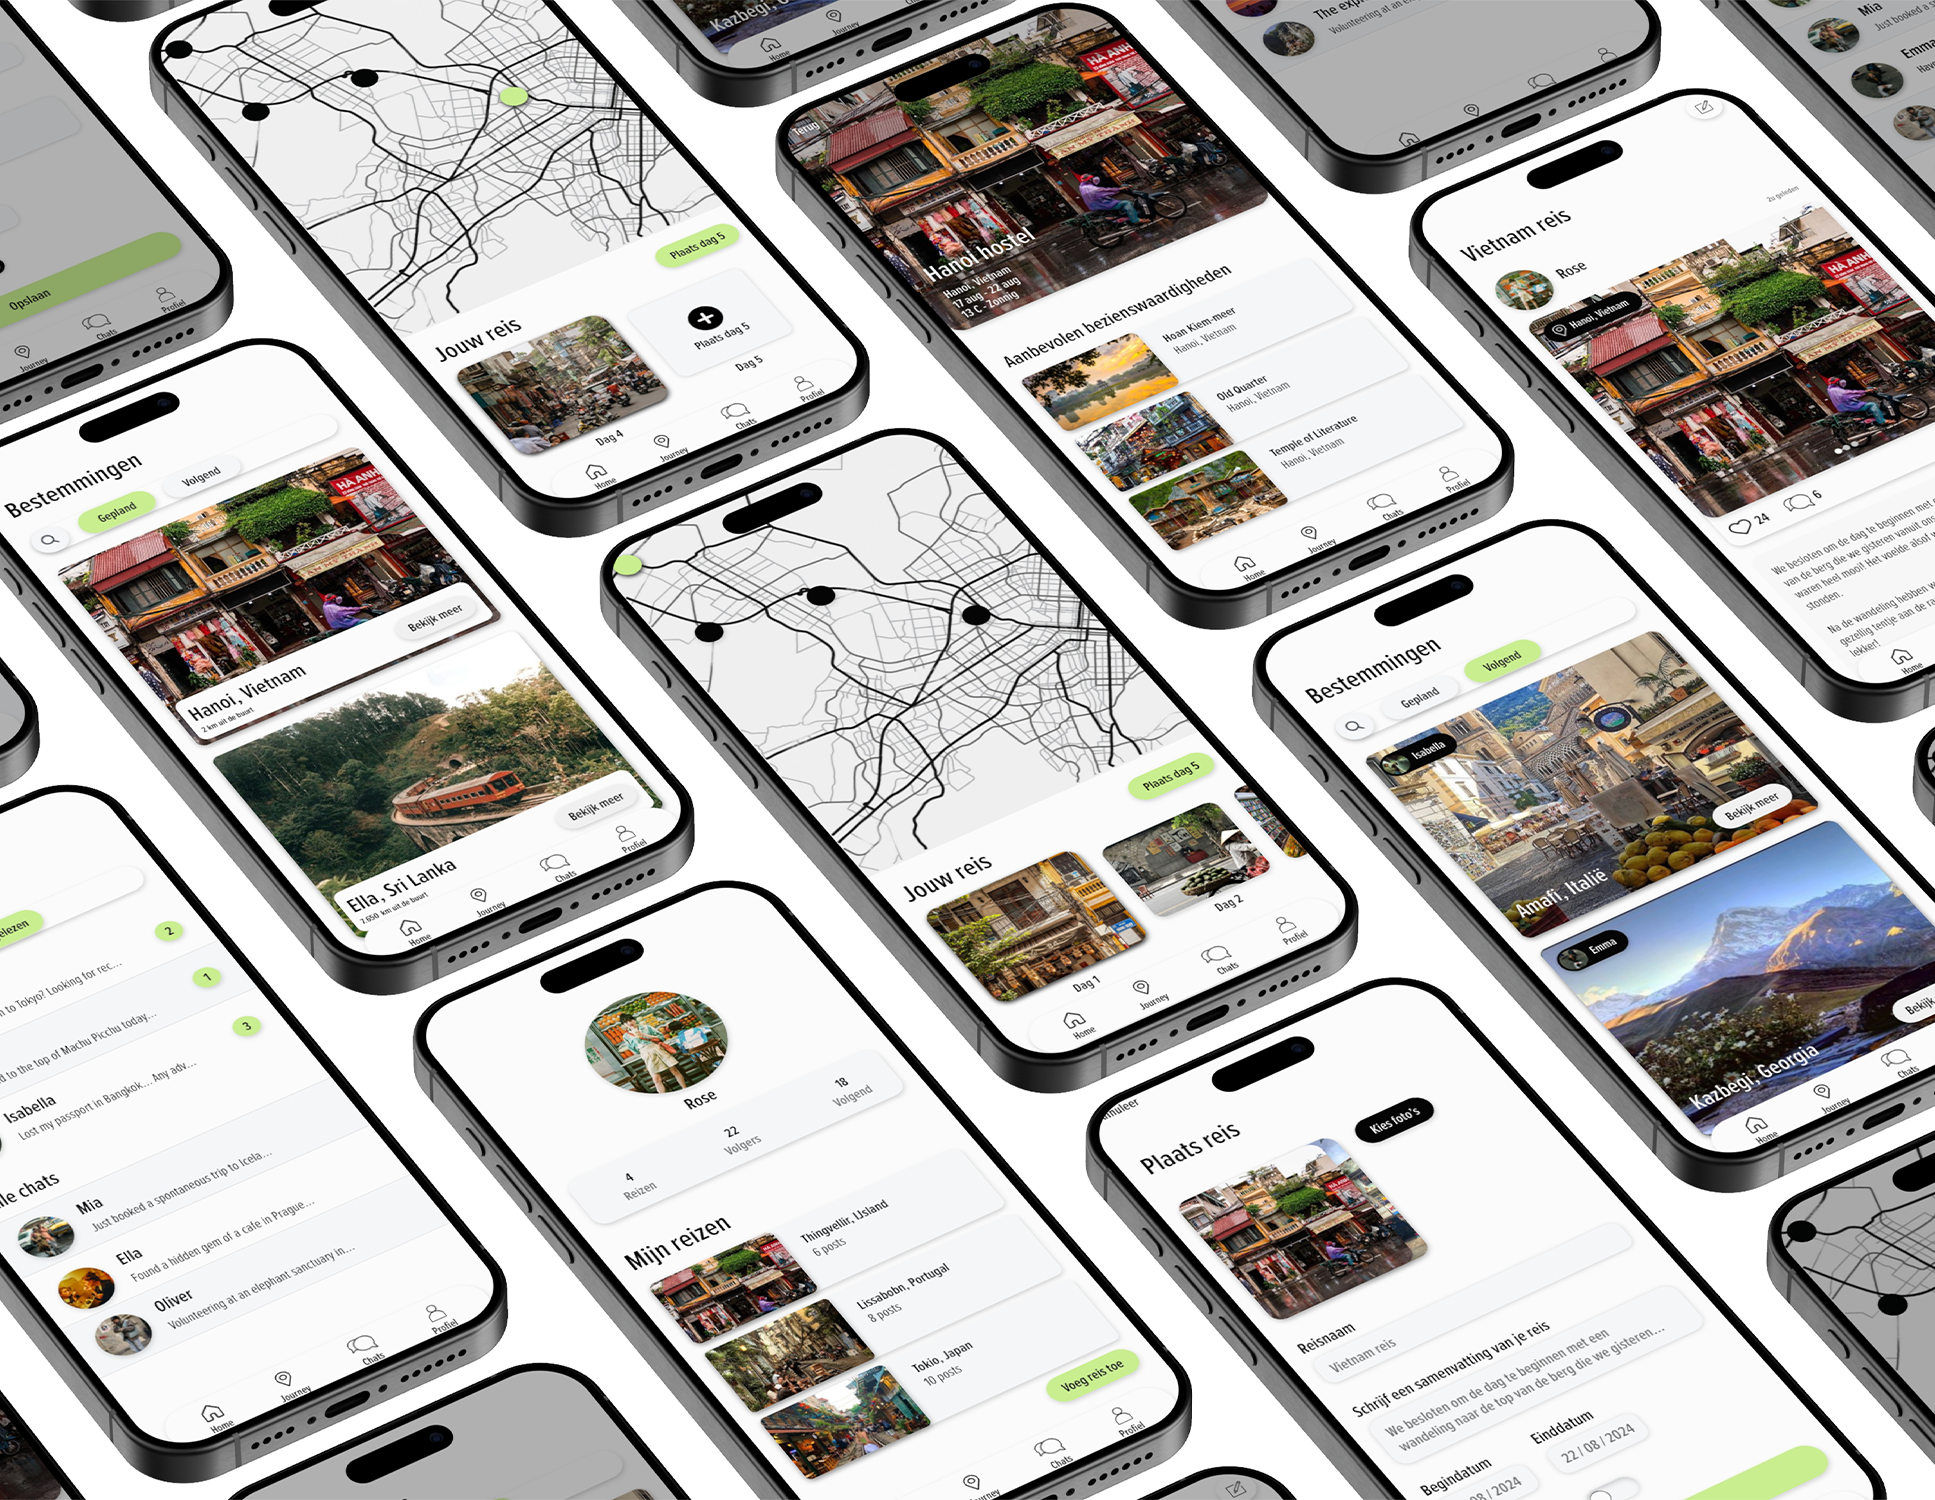 Opslaan
Journey
Chats
Profiel
Plaats dag 5
Jouw reis
Plaats dag 5
Dag 4
Dag 5
Home
Journey
Chats
Profiel
Kazbegi,
Home
Journey
Terug
HÀ ANH
Hanoi hostel
Hanoi, Vietnam
17 aug - 22 aug
13 C - Zonnig
Aanbevolen bezienswaardigheden
Hoan Kiem-meer
Hanoi, Vietnam
Old Quarter
Hanoi, Vietnam
Temple of Literature
Hanoi, Vietnam
Home
Journey
Chats
Profiel
Volunteering at an
Mia
Just booked a
Emma
2u geleden
Vietnam reis
Rose
Hanoi, Vietnam
HÀ ANH
24
6
We besloten om de dag te beginnen met
van de berg die we gisteren vanuit ons
waren heel mooi! Het voelde alsof
stonden.
Na de wandeling hebben
gezellig tentje aan de
lekker!
Home
Bestemmingen
Gepland
Volgend
HÀ ANH
Bekijk meer
Hanoi, Vietnam
2 km uit de buurt
Bekijk meer
Ella, Sri Lanka
7.650 km uit de buurt
Home
Journey
Chats
Profiel
Plaats dag 5
Jouw reis
Dag 1
Dag 2
Home
Journey
Chats
Profiel
Bestemmingen
Gepland
Volgend
Isabella
Bekijk meer
Amafi, Italië
Emma
Kazbegi, Georgia
Home
Journey
Chats
2
to Tokyo? Looking for rec...
1
to the top of Machu Picchu today...
3
Isabella
Lost my passport in Bangkok... Any adv...
chats
Mia
Just booked a spontaneous trip to Icela...
Ella
Found a hidden gem of a cafe in Prague...
Oliver
Volunteering at an elephant sanctuary in...
Home
Journey
Chats
Profiel
Rose
4
Reizen
22
Volgers
18
Volgend
Mijn reizen
Thingvellir, IJsland
6 posts
Lissabobn, Portugal
8 posts
Tokio, Japan
10 posts
Voeg reis toe
Chats
Profiel
Plaats reis
Kies foto's
Reisnaam
Vietnam reis
Schrijf een samenvatting van je reis
We besloten om de dag te beginnen met een
wandeling naar de top van de berg die we gisteren...
Begindatum
Einddatum
22 / 08 / 2024